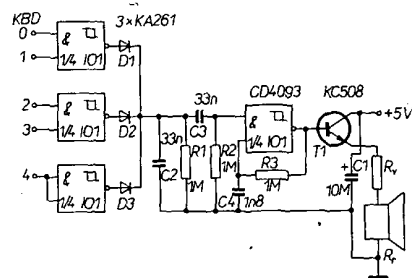 KBD
3×KA261
0
&
1
1/4 IO1
D1
2
&
3
1/4 IO1
D2
4
&
1/4 IO1
D3
33n
C3
33n
C2
R1
1M
R2
1M
CD4093
&
1/4 IO1
R3
1M
C4
1n8
KC508
T1
+5V
+
C1
10M
Rv
Rr